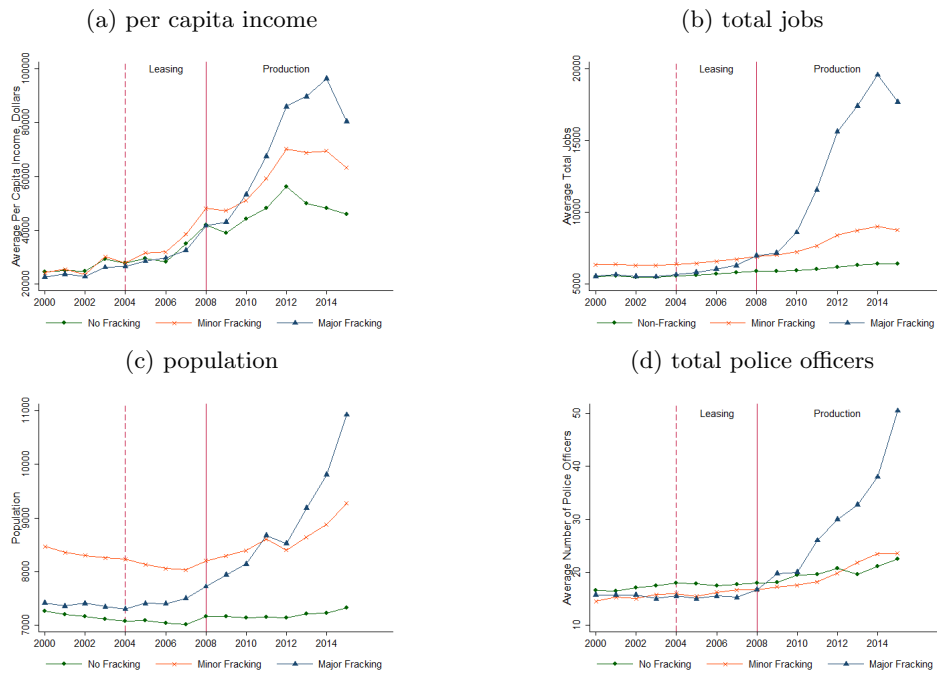 (a) per capita income
(b) total jobs
Average Per Capita Income, Dollars
20000 40000 60000 80000 100000
Leasing Production
2000 2002 2004 2006 2008 2010 2012 2014
No Fracking Minor Fracking Major Fracking
Average Total Jobs
5000 10000 15000 20000
Leasing Production
2000 2002 2004 2006 2008 2010 2012 2014
Non-Fracking Minor Fracking Major Fracking
(c) population
(d) total police officers
Population
7000 8000 9000 10000 11000
2000 2002 2004 2006 2008 2010 2012 2014
No Fracking Minor Fracking Major Fracking
Average Number of Police Officers
10 20 30 40 50
Leasing Production
2000 2002 2004 2006 2008 2010 2012 2014
No Fracking Minor Fracking Major Fracking